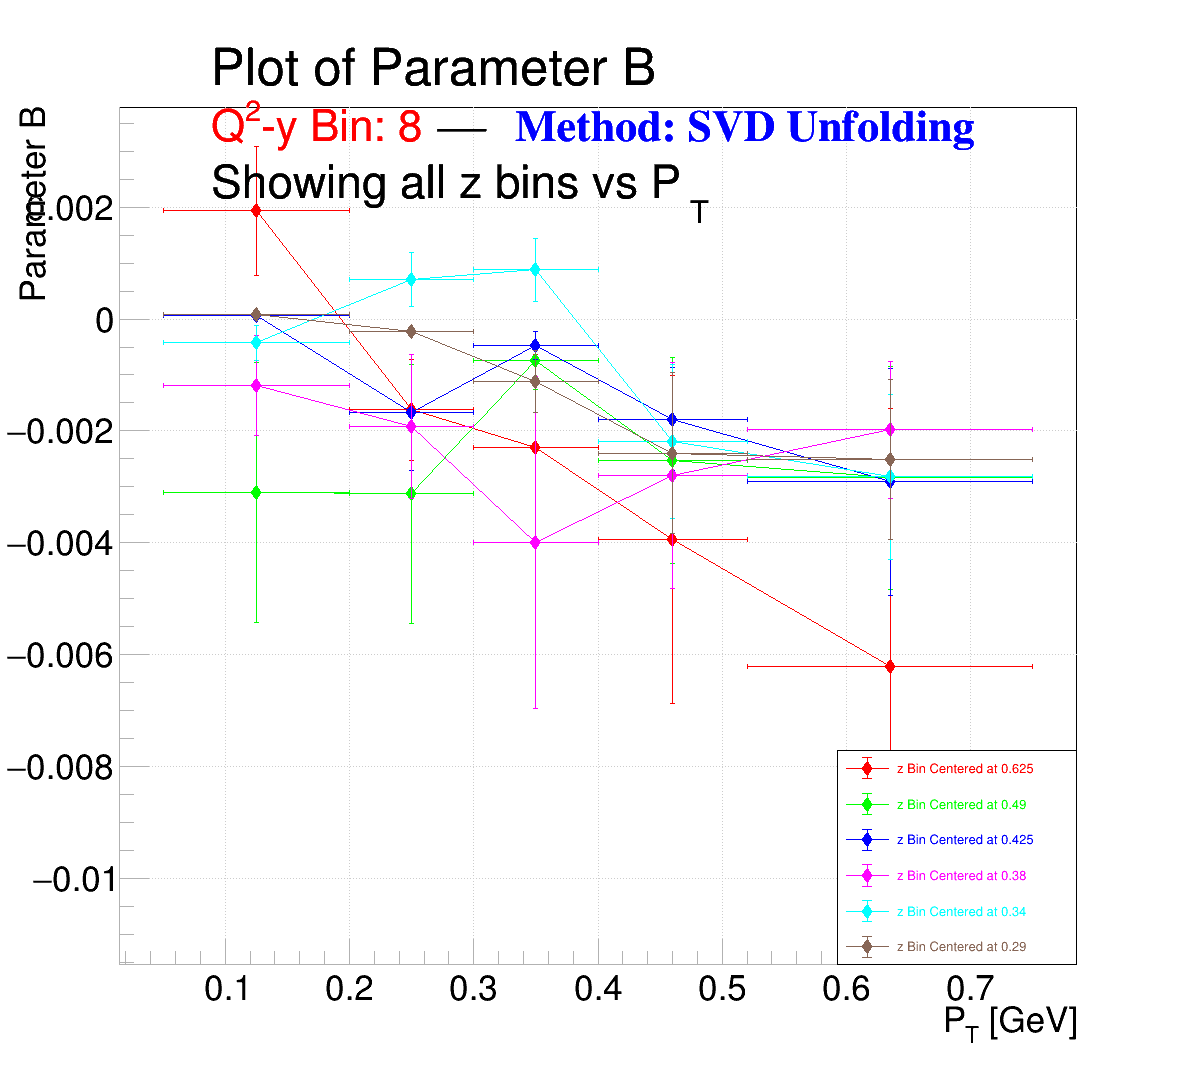 Plot of Parameter B
Q²-y Bin: 8 — Method: SVD Unfolding
Showing all z bins vs P_T
Parameter B
0.002
0
−0.002
−0.004
−0.006
−0.008
−0.01
z Bin Centered at 0.625
z Bin Centered at 0.49
z Bin Centered at 0.425
z Bin Centered at 0.38
z Bin Centered at 0.34
z Bin Centered at 0.29
0.1 0.2 0.3 0.4 0.5 0.6 0.7
P_T [GeV]